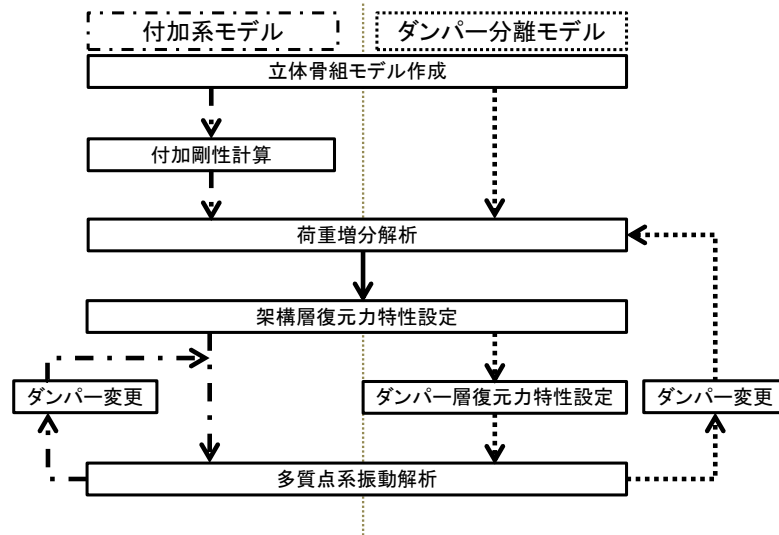 付加系モデル
ダンパー分離モデル
立体骨組モデル作成
付加剛性計算
荷重増分解析
架構層復元力特性設定
ダンパー変更
ダンパー層復元力特性設定
ダンパー変更
多質点系振動解析